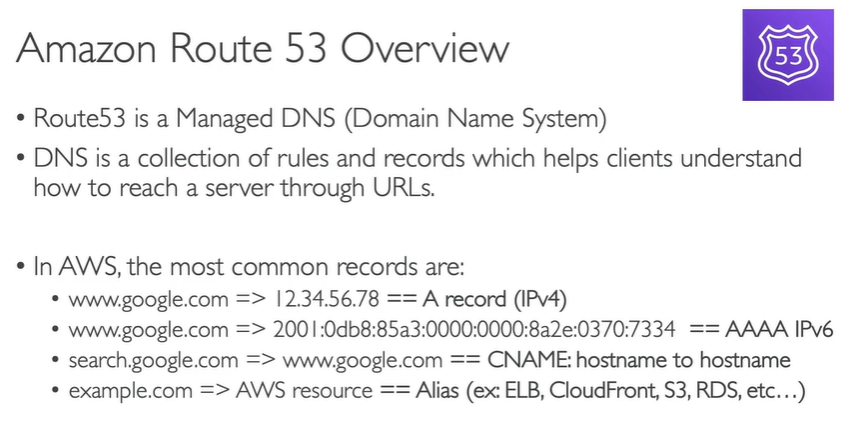 Amazon Route 53 Overview
53
• Route53 is a Managed DNS (Domain Name System)
• DNS is a collection of rules and records which helps clients understand
how to reach a server through URLs.
• In AWS, the most common records are:
• www.google.com => 12.34.56.78 == A record (IPv4)
• www.google.com => 2001:0db8:85a3:0000:0000:8a2e:0370:7334 == AAAA IPv6
• search.google.com => www.google.com == CNAME: hostname to hostname
• example.com => AWS resource == Alias (ex: ELB, CloudFront, S3, RDS, etc…)